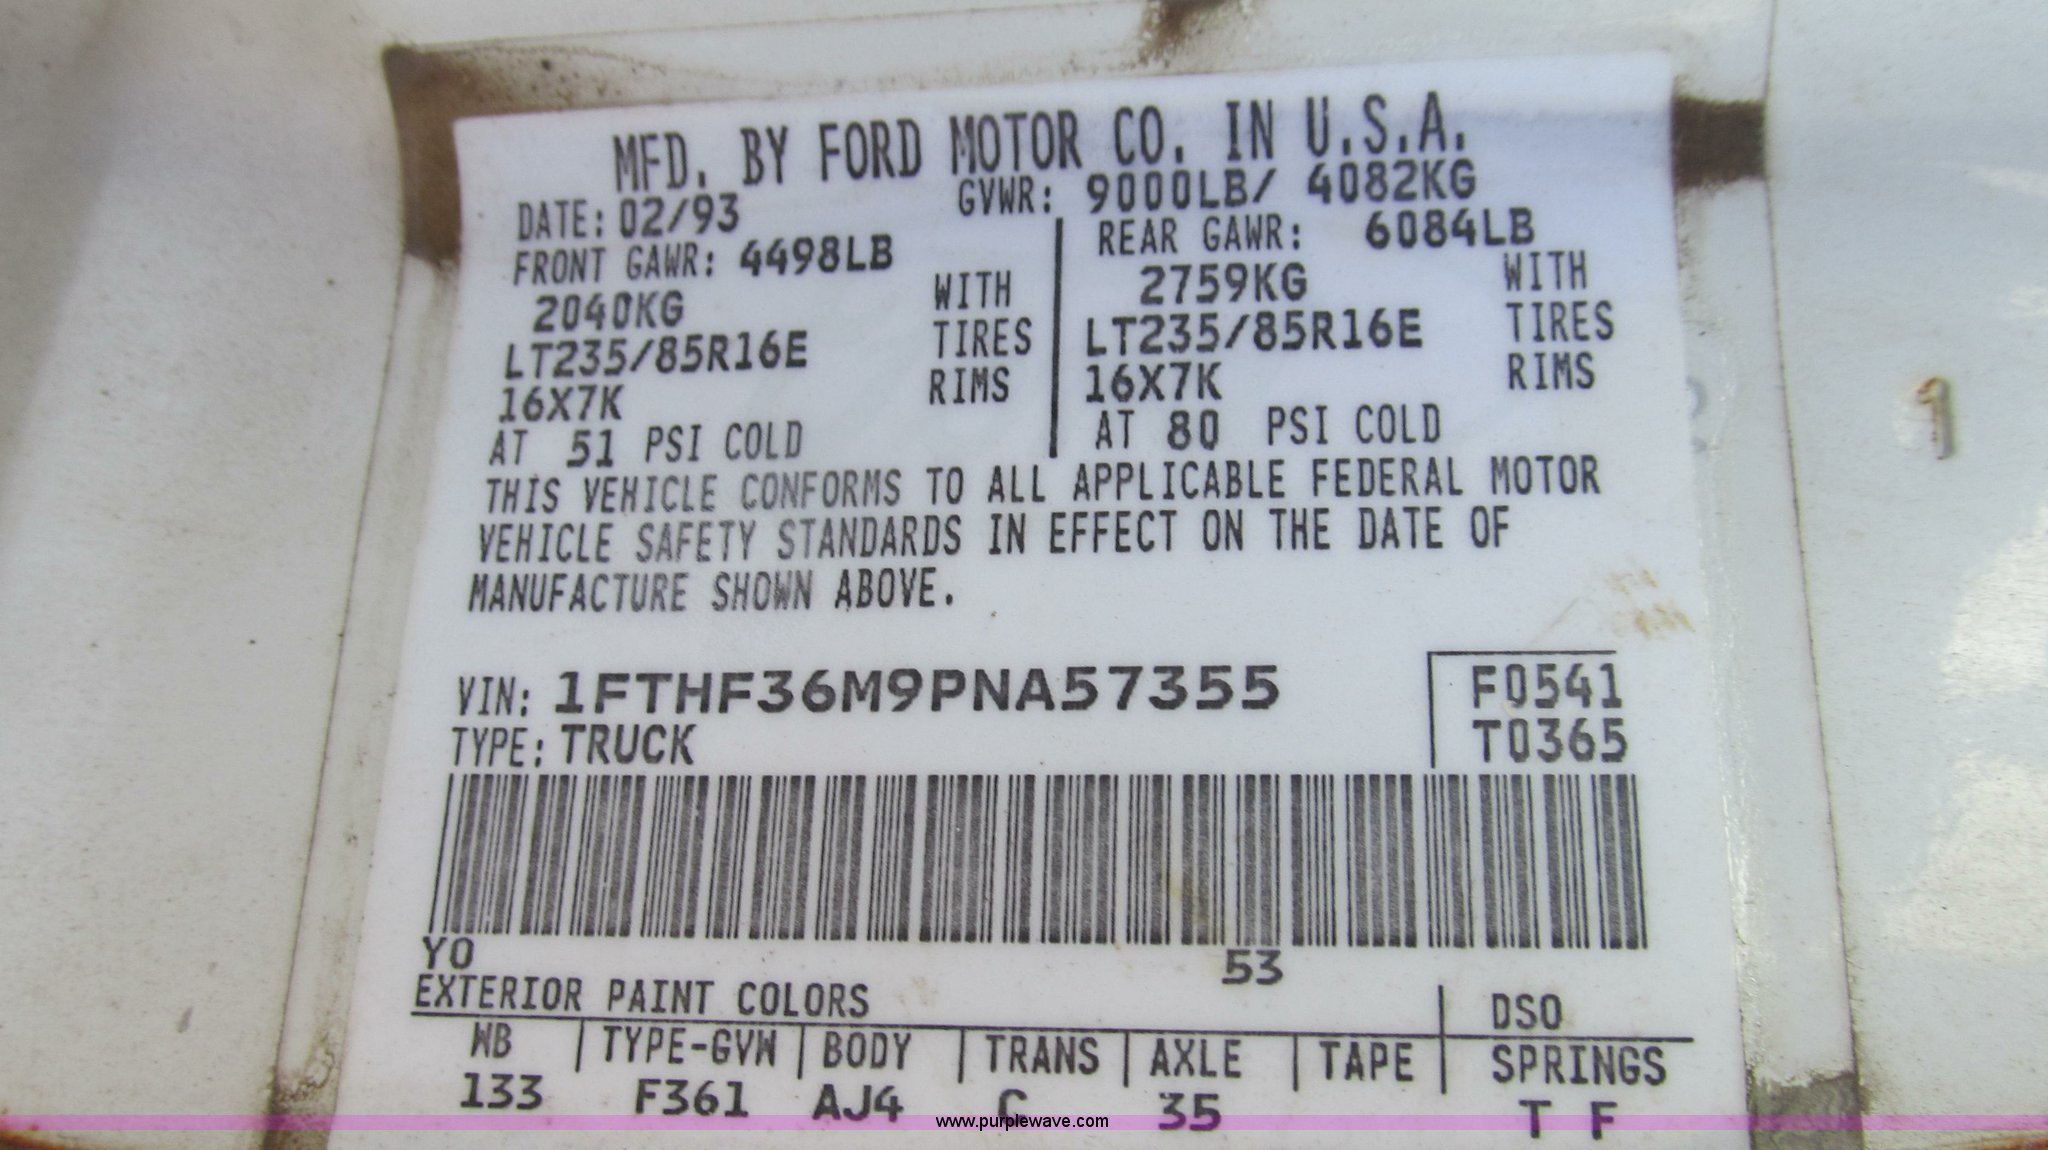 MFD. BY FORD MOTOR CO. IN U.S.A.
DATE: 02/93 GVWR: 9000LB/ 4082KG
FRONT GAWR: 4498LB REAR GAWR: 6084LB
2040KG WITH 2759KG WITH
LT235/85R16E TIRES LT235/85R16E TIRES
16X7K RIMS 16X7K RIMS
AT 51 PSI COLD AT 80 PSI COLD
THIS VEHICLE CONFORMS TO ALL APPLICABLE FEDERAL MOTOR
VEHICLE SAFETY STANDARDS IN EFFECT ON THE DATE OF
MANUFACTURE SHOWN ABOVE.
VIN: 1FTHF36M9PNA57355 F0541
TYPE: TRUCK T0365
YO 53
EXTERIOR PAINT COLORS DSO
WB TYPE-GVW BODY TRANS AXLE TAPE SPRINGS
133 F361 AJ4 C 35 T F
www.purplewave.com
1